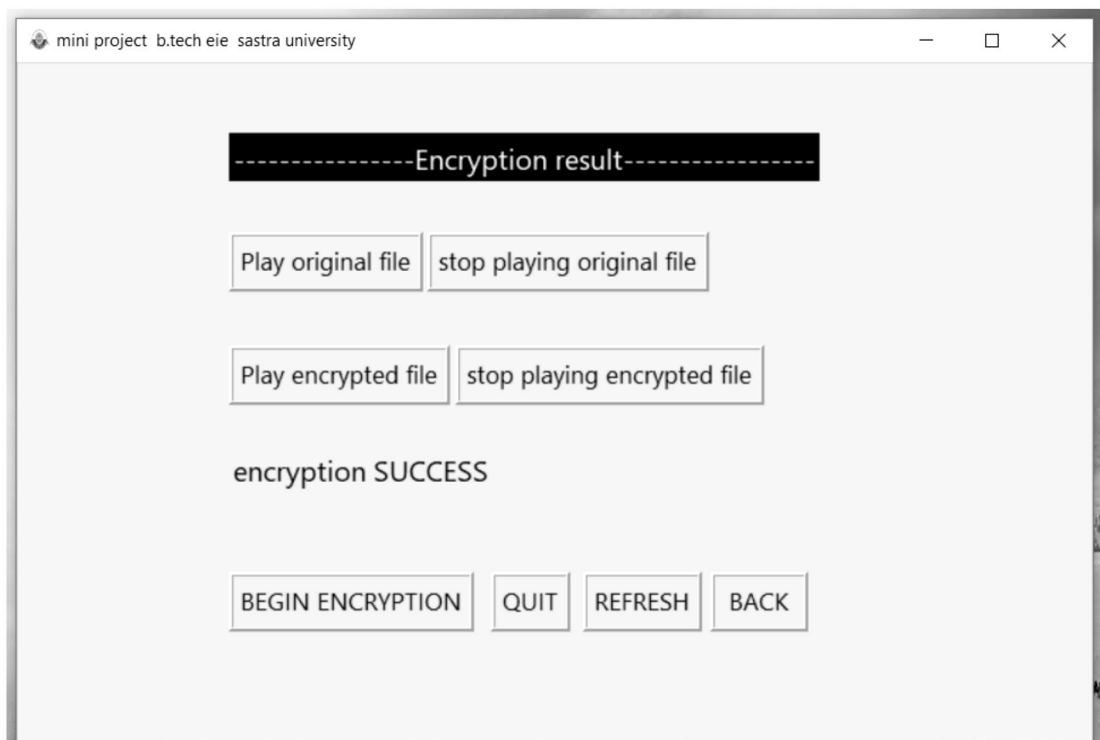 mini project b.tech eie sastra university
----------------Encryption result-----------------
Play original file stop playing original file
Play encrypted file stop playing encrypted file
encryption SUCCESS
BEGIN ENCRYPTION QUIT REFRESH BACK